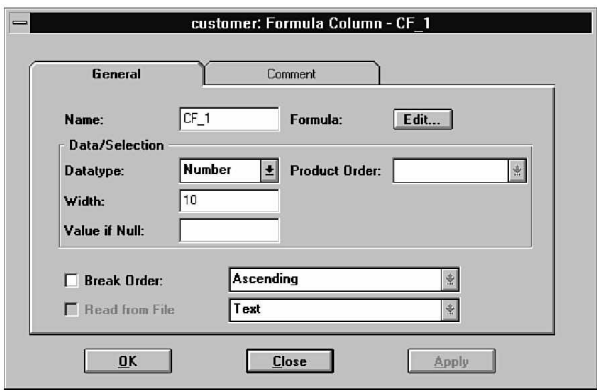 customer: Formula Column - CF_1
General Comment
Name: CF_1 Formula: Edit...
Data/Selection
Datatype: Number Product Order:
Width: 10
Value if Null:
Break Order: Ascending
Read from File Text
OK Close Apply